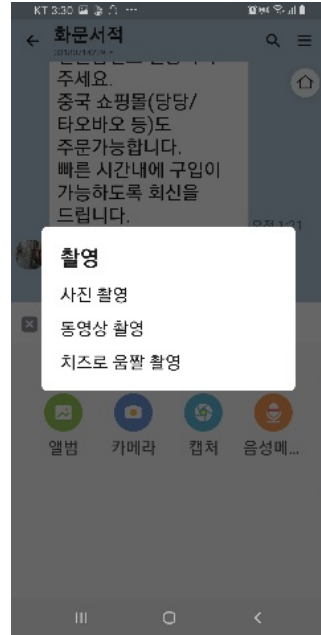 KT 3:30
화문서적
주세요.
중국 쇼핑몰(당당/
타오바오 등)도
주문가능합니다.
빠른 시간내에 구입이
가능하도록 회신을
드립니다.
오전 1:31
촬영
사진 촬영
동영상 촬영
치즈로 움짤 촬영
앨범
카메라
캡처
음성메...